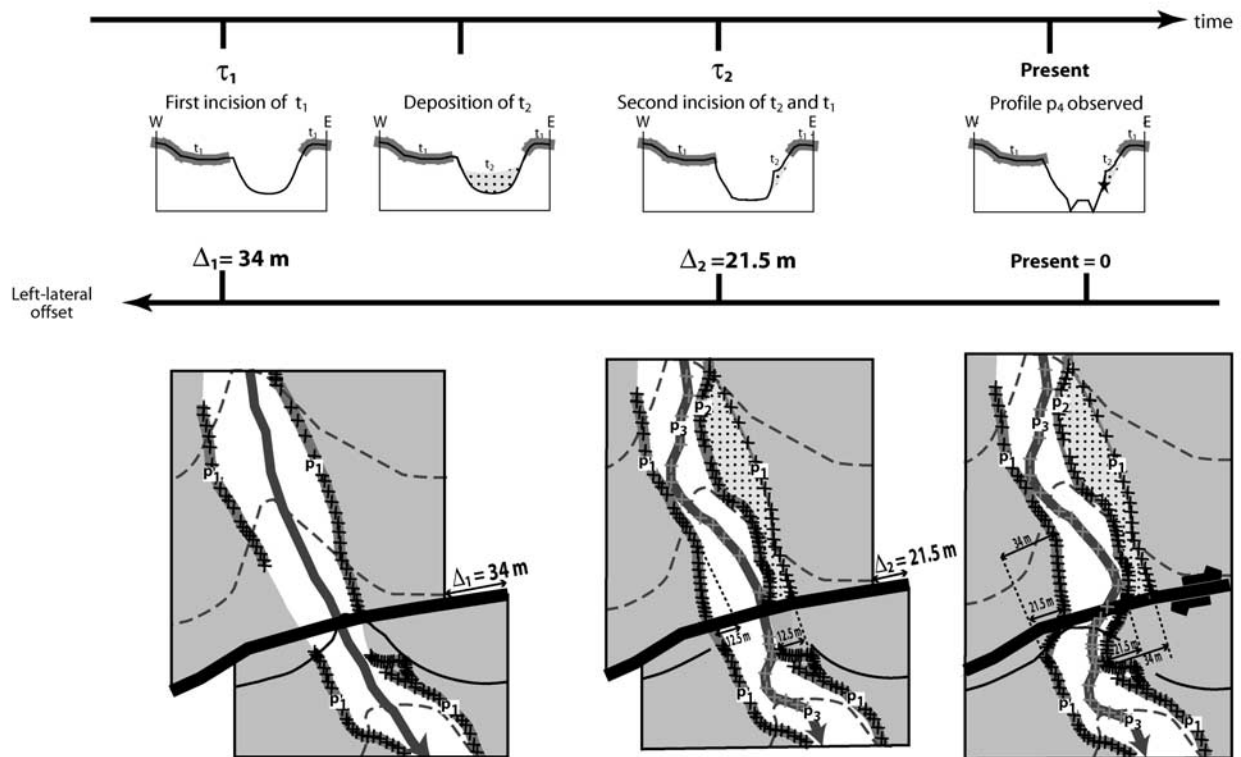 time
τ1
τ2
Present
First incision of t1
Deposition of t2
Second incision of t2 and t1
Profile p4 observed
W
E
t1
t1
W
E
t1
t2
t1
W
E
t1
t2
t1
W
E
t1
t2
t1
Δ1= 34 m
Δ2=21.5 m
Present = 0
Left-lateral
offset
p1
p1
Δ1= 34 m
p1
p1
p2
p3
p1
p1
Δ2= 21.5 m
12.5 m
12.5 m
p1
p1
p3
p2
p3
p1
p1
34 m
21.5 m
21.5 m
34 m
p1
p3
p1